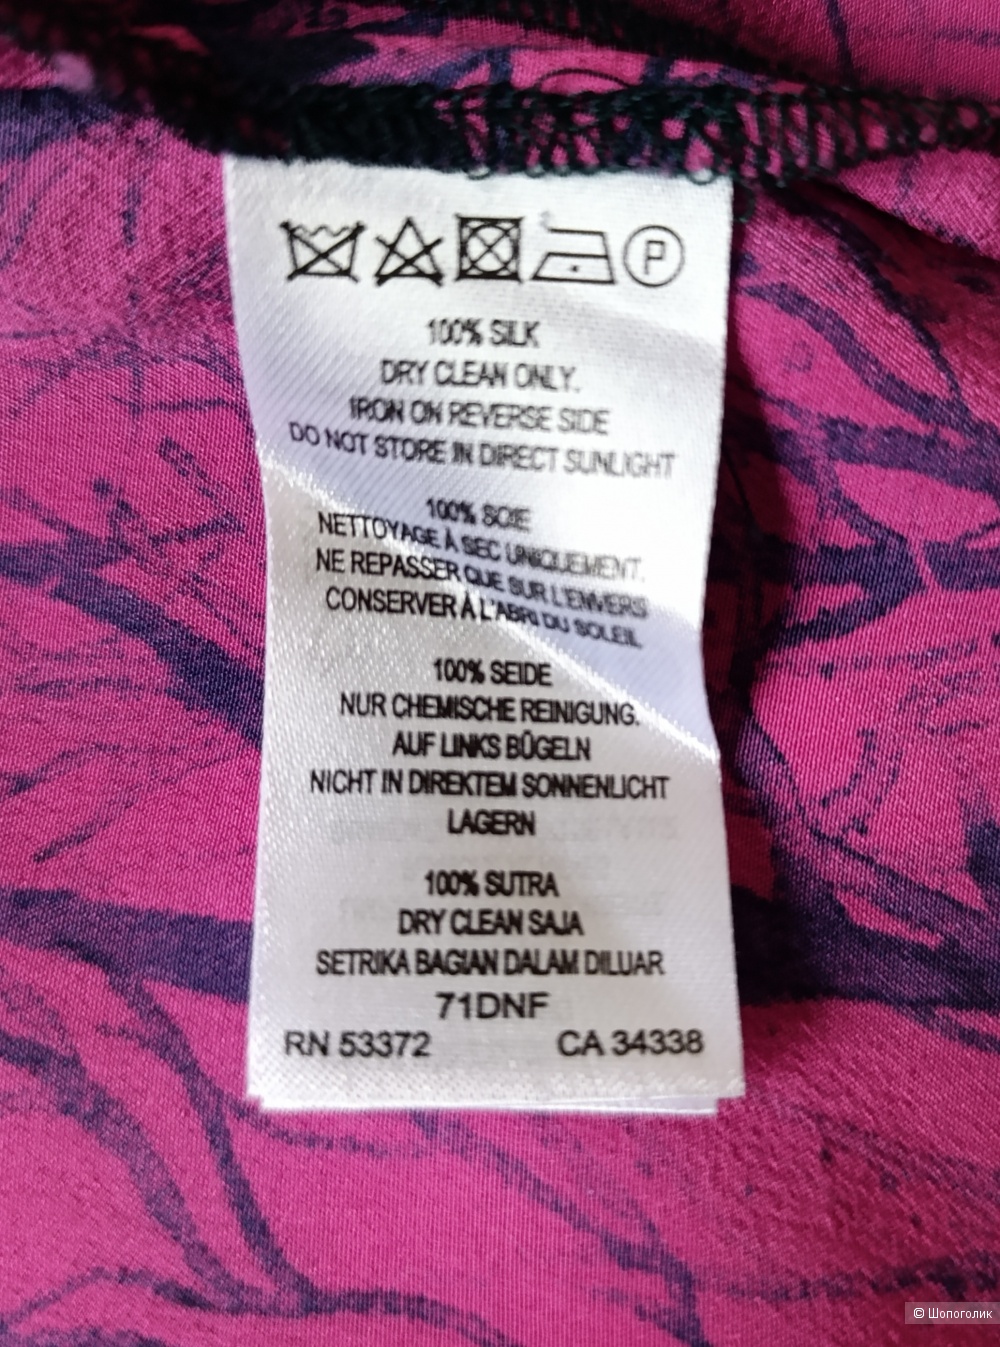 P
100% SILK
DRY CLEAN ONLY.
IRON ON REVERSE SIDE
DO NOT STORE IN DIRECT SUNLIGHT
100% SOIE
NETTOYAGE À SEC UNIQUEMENT.
NE REPASSER QUE SUR L'ENVERS
CONSERVER À L'ABRI DU SOLEIL
100% SEIDE
NUR CHEMISCHE REINIGUNG.
AUF LINKS BÜGELN
NICHT IN DIREKTEM SONNENLICHT
LAGERN
100% SUTRA
DRY CLEAN SAJA
SETRIKA BAGIAN DALAM DILUAR
71DNF
RN 53372 CA 34338
© Шопоголик